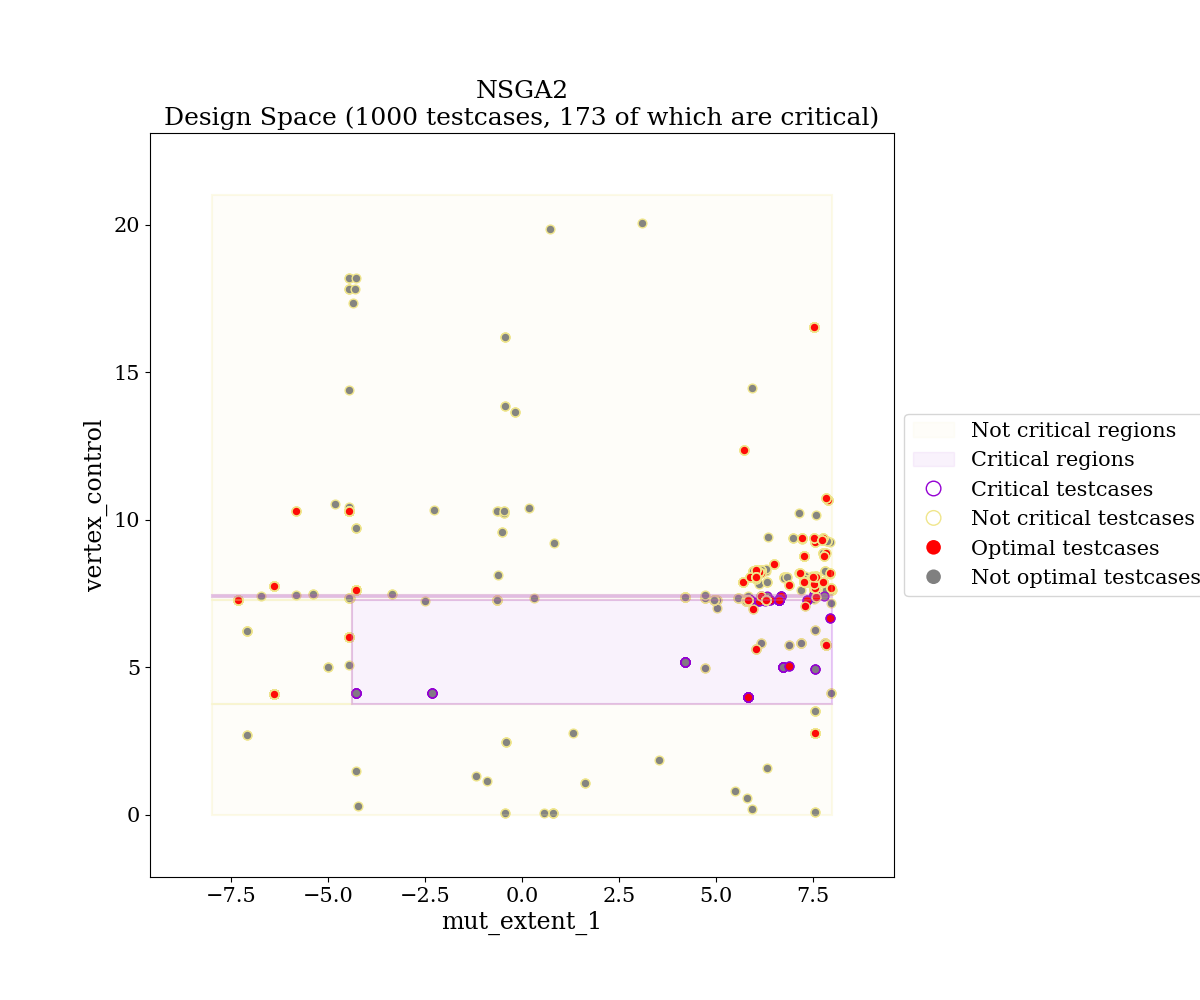 NSGA2
Design Space (1000 testcases, 173 of which are critical)
vertex_control
20
15
10
5
0
−7.5
−5.0
−2.5
0.0
2.5
5.0
7.5
mut_extent_1
Not critical regions
Critical regions
Critical testcases
Not critical testcases
Optimal testcases
Not optimal testcases